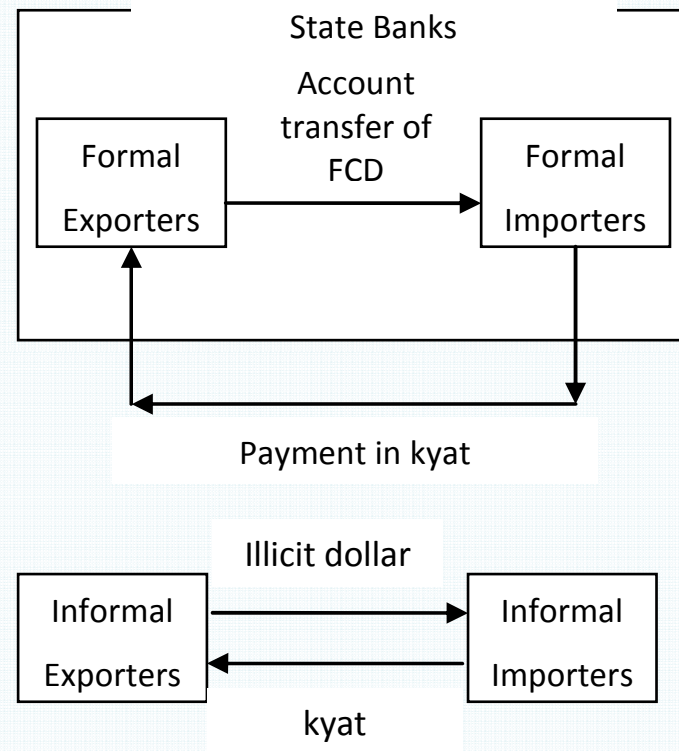 State Banks
Account
transfer of
FCD
Formal
Exporters
Formal
Importers
Payment in kyat
Illicit dollar
Informal
Exporters
Informal
Importers
kyat